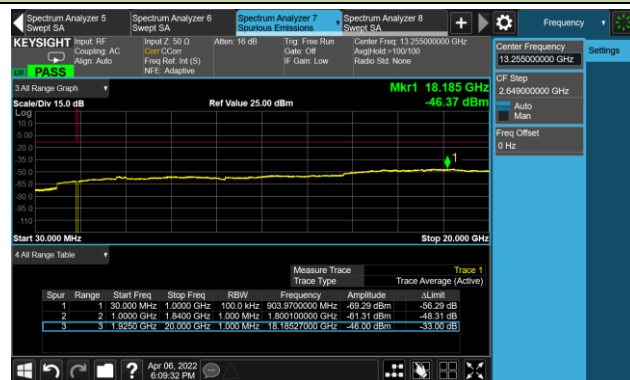 Spectrum Analyzer 5
Swept SA
Spectrum Analyzer 6
Swept SA
Spectrum Analyzer 7
Spurious Emissions
Spectrum Analyzer 8
Swept SA
Frequency
KEYSIGHT
Input: RF
Coupling: AC
Align: Auto
Input Z: 50 Ω
Corr CCorr
Freq Ref: Int (S)
NFE: Adaptive
Atten: 16 dB
Trig: Free Run
Gate: Off
IF Gain: Low
Center Freq: 13.255000000 GHz
Avg|Hold:>100/100
Radio Std: None
PASS
Center Frequency
13.255000000 GHz
Settings
CF Step
2.649000000 GHz
Auto
Man
Freq Offset
0 Hz
3 All Range Graph
Mkr1 18.185 GHz
Scale/Div 15.0 dB
Ref Value 25.00 dBm
-46.37 dBm
Log
10.0
-5.00
-20.0
-35.0
-50.0
-65.0
-80.0
-95.0
-110
1
Start 30.000 MHz
Stop 20.000 GHz
4 All Range Table
Measure Trace Trace 1
Trace Type Trace Average (Active)
Spur Range Start Freq Stop Freq RBW Frequency Amplitude ΔLimit
1 1 30.000 MHz 1.0000 GHz 100.0 kHz 903.9700000 MHz -69.29 dBm -56.29 dB
2 2 1.0000 GHz 1.8400 GHz 1.000 MHz 1.800100000 GHz -61.31 dBm -48.31 dB
3 3 1.9250 GHz 20.000 GHz 1.000 MHz 18.18527000 GHz -46.00 dBm -33.00 dB
Apr 06, 2022
6:09:32 PM